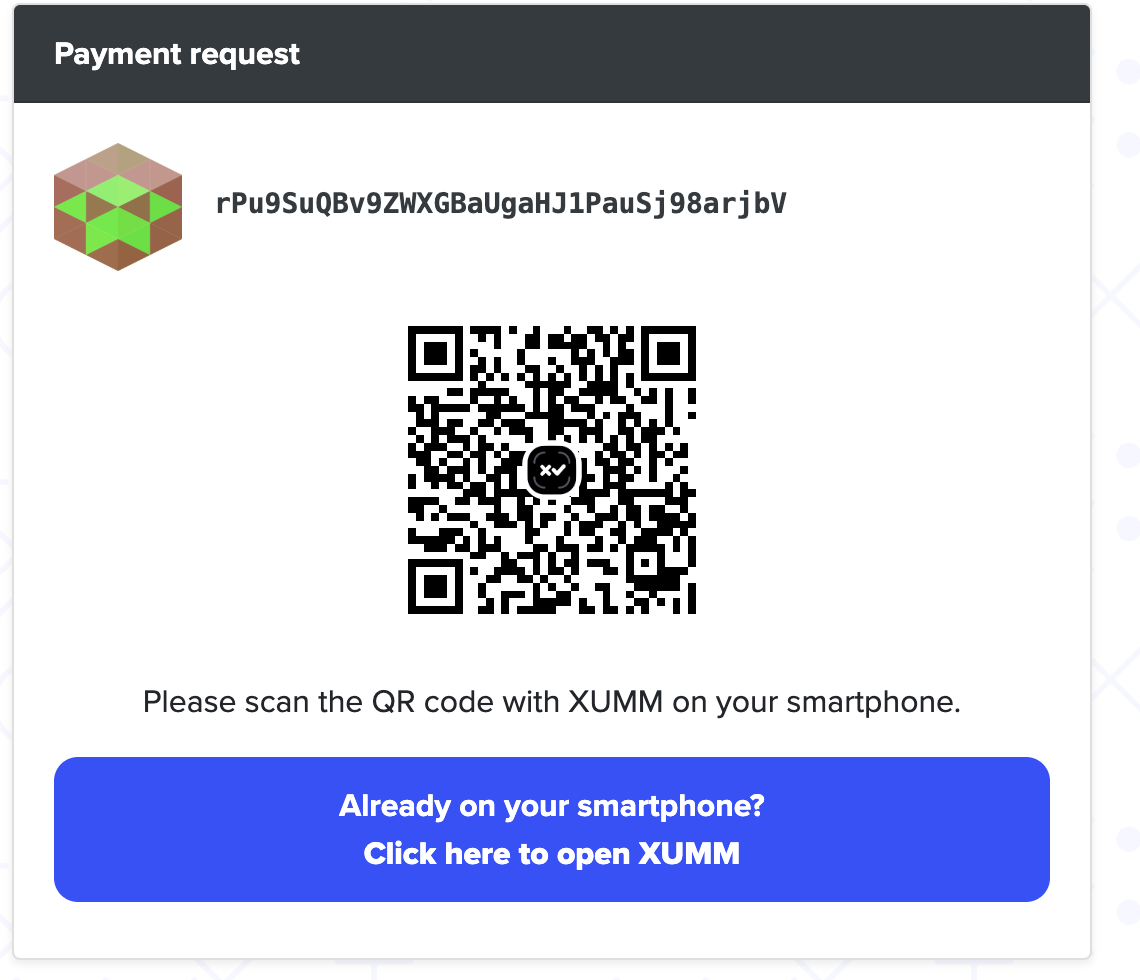 Payment request
rPu9SuQBv9ZWXGBaUgaHJ1PauSj98arjbV
Please scan the QR code with XUMM on your smartphone.
Already on your smartphone?
Click here to open XUMM